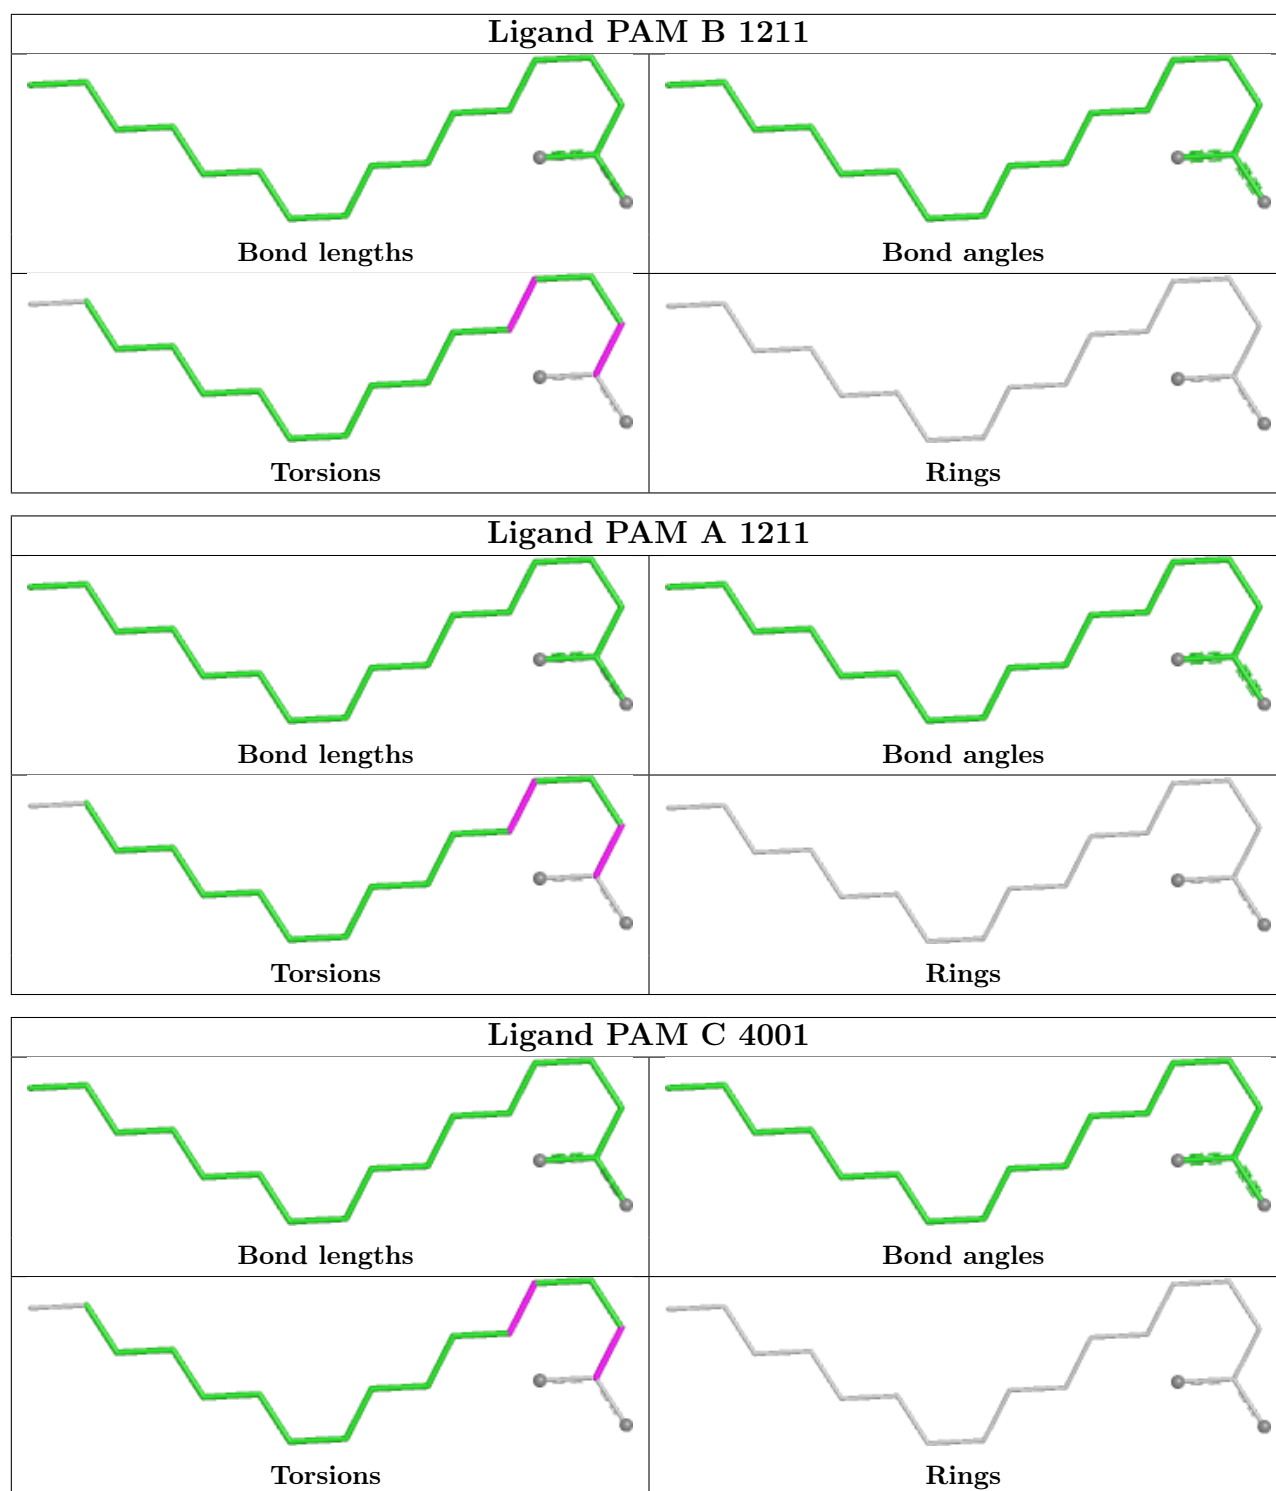 Ligand PAM B 1211
Bond lengths
Bond angles
Torsions
Rings
Ligand PAM A 1211
Bond lengths
Bond angles
Torsions
Rings
Ligand PAM C 4001
Bond lengths
Bond angles
Torsions
Rings